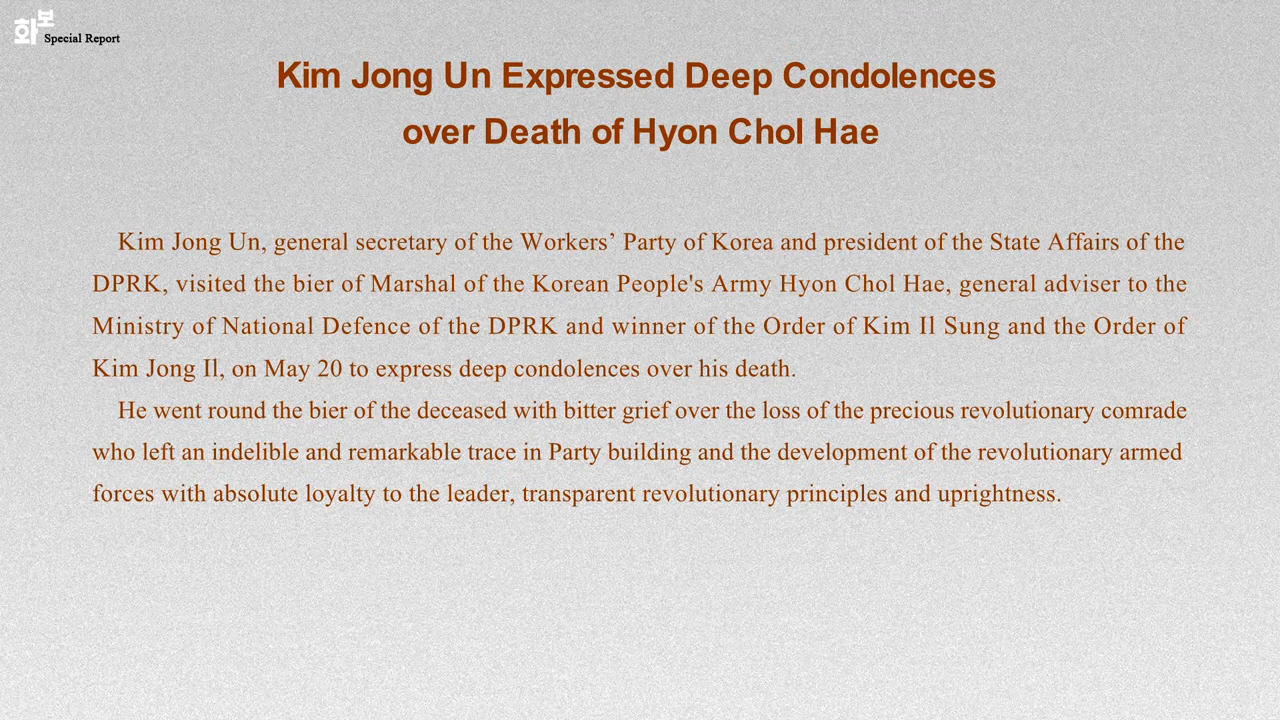 화보
Special Report
Kim Jong Un Expressed Deep Condolences
over Death of Hyon Chol Hae
Kim Jong Un, general secretary of the Workers’ Party of Korea and president of the State Affairs of the
DPRK, visited the bier of Marshal of the Korean People's Army Hyon Chol Hae, general adviser to the
Ministry of National Defence of the DPRK and winner of the Order of Kim Il Sung and the Order of
Kim Jong Il, on May 20 to express deep condolences over his death.
He went round the bier of the deceased with bitter grief over the loss of the precious revolutionary comrade
who left an indelible and remarkable trace in Party building and the development of the revolutionary armed
forces with absolute loyalty to the leader, transparent revolutionary principles and uprightness.